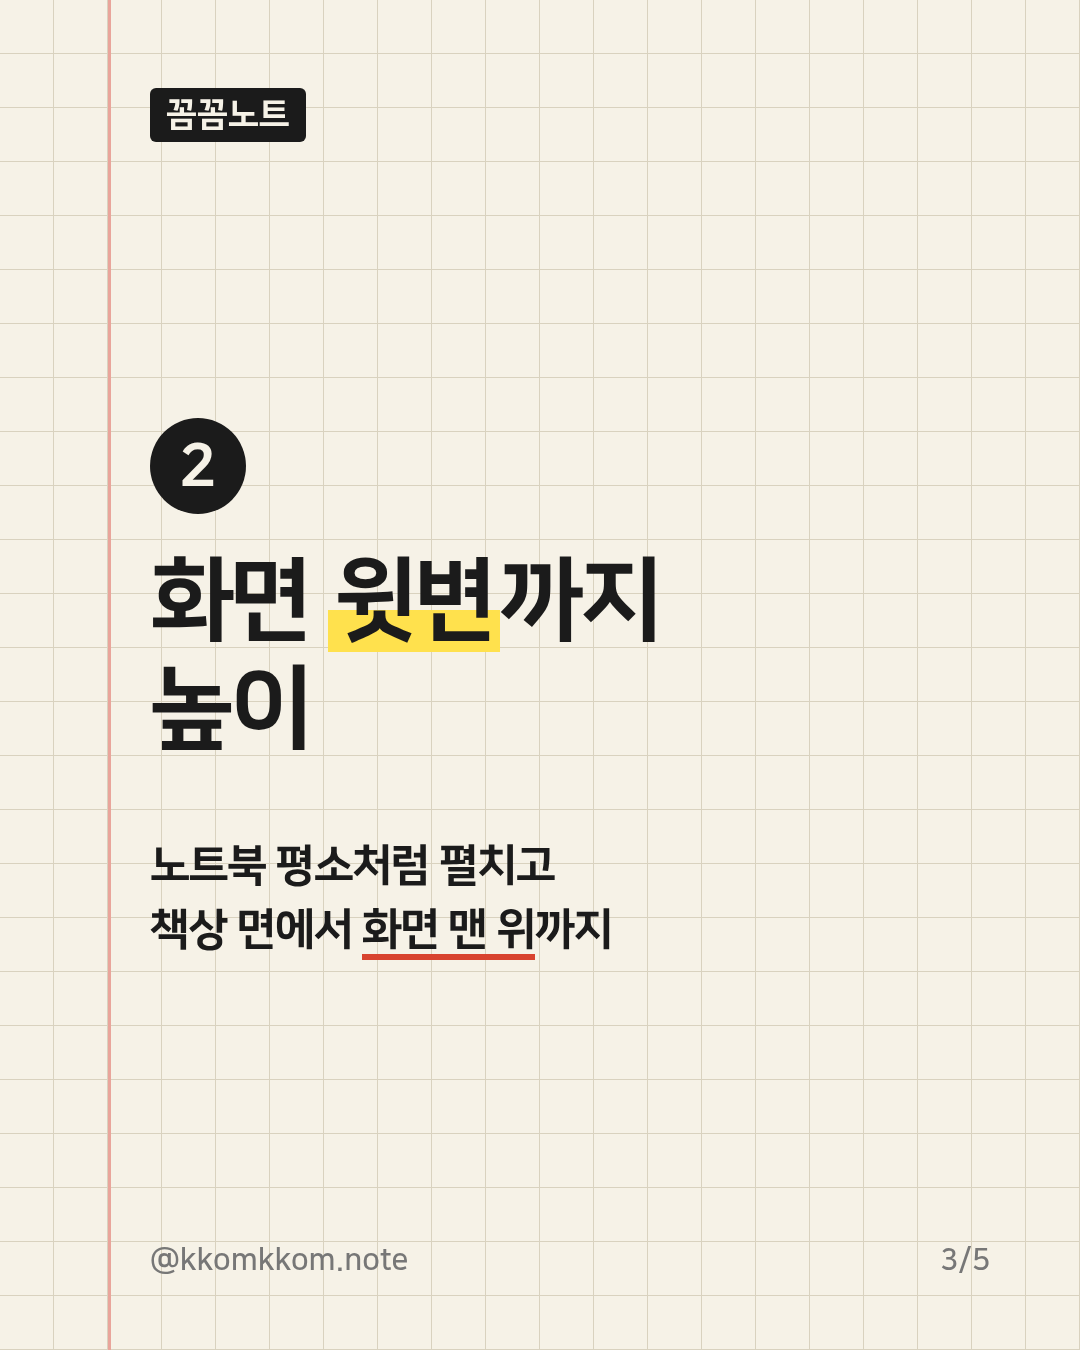 꼼꼼노트
2
화면 윗변까지
높이
노트북 평소처럼 펼치고
책상 면에서 화면 맨 위까지
@kkomkkom.note
3/5